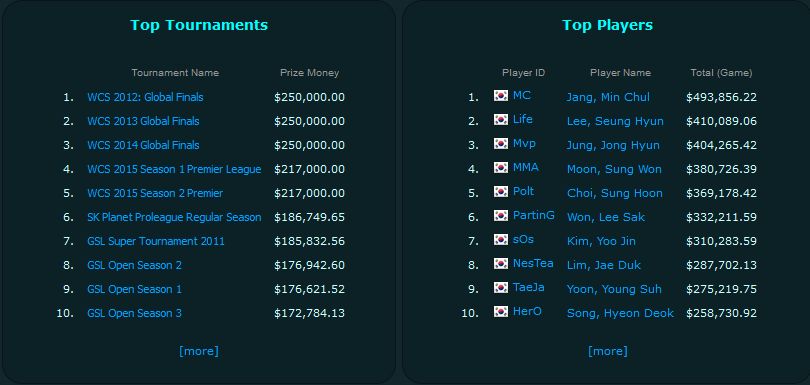 Top Tournaments
Tournament Name Prize Money
1. WCS 2012: Global Finals $250,000.00
2. WCS 2013 Global Finals $250,000.00
3. WCS 2014 Global Finals $250,000.00
4. WCS 2015 Season 1 Premier League $217,000.00
5. WCS 2015 Season 2 Premier $217,000.00
6. SK Planet Proleague Regular Season $186,749.65
7. GSL Super Tournament 2011 $185,832.56
8. GSL Open Season 2 $176,942.60
9. GSL Open Season 1 $176,621.52
10. GSL Open Season 3 $172,784.13
[more]
Top Players
Player ID Player Name Total (Game)
1. MC Jang, Min Chul $493,856.22
2. Life Lee, Seung Hyun $410,089.06
3. Mvp Jung, Jong Hyun $404,265.42
4. MMA Moon, Sung Won $380,726.39
5. Polt Choi, Sung Hoon $369,178.42
6. PartinG Won, Lee Sak $332,211.59
7. sOs Kim, Yoo Jin $310,283.59
8. NesTea Lim, Jae Duk $287,702.13
9. TaeJa Yoon, Young Suh $275,219.75
10. HerO Song, Hyeon Deok $258,730.92
[more]